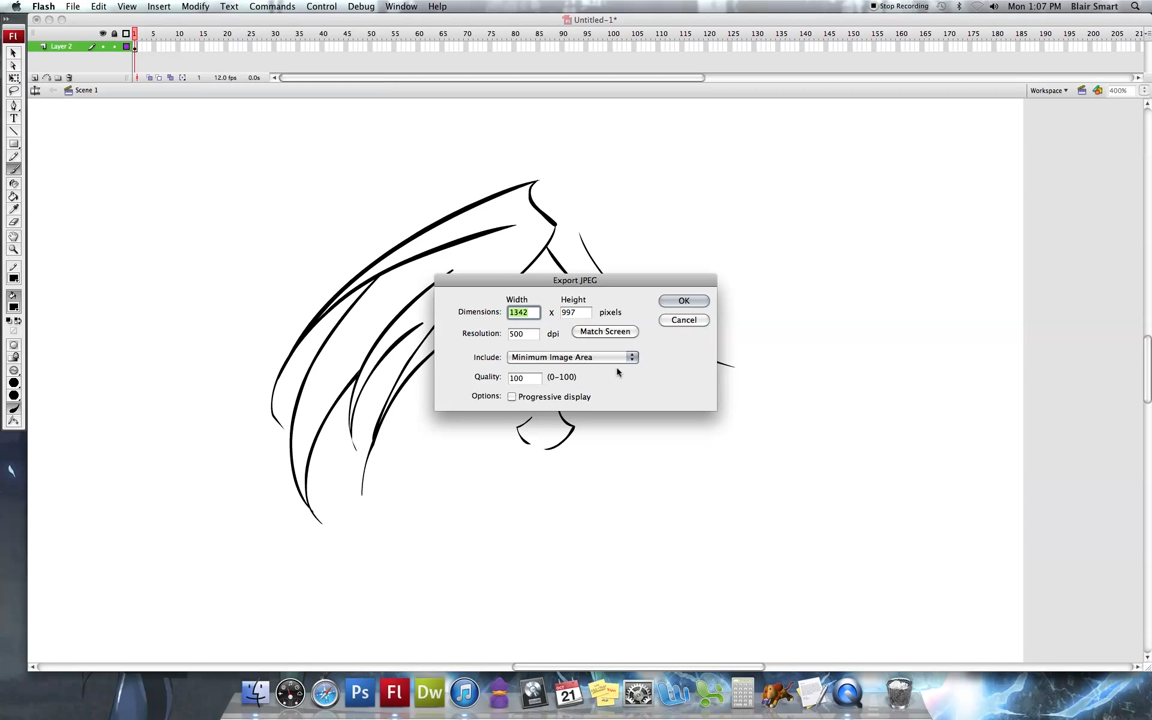 Flash File Edit View Insert Modify Text Commands Control Debug Window Help Stop Recording Mon 1:07 PM Blair Smart
Untitled-1*
1 5 10 15 20 25 30 35 40 45 50 55 60 65 70 75 80 85 90 95 100 105 110 115 120 125 130 135 140 145 150 155 160 165 170 175 180 185 190 195 200 205 21
Fl
Layer 2
1 12.0 fps 0.0s
Scene 1 Workspace 400%
T
Export JPEG
Width Height
Dimensions: 1342 X 997 pixels
OK
Resolution: 500 dpi Match Screen
Cancel
Include: Minimum Image Area
Quality: 100 (0-100)
Options: Progressive display
Ps Fl Dw 21